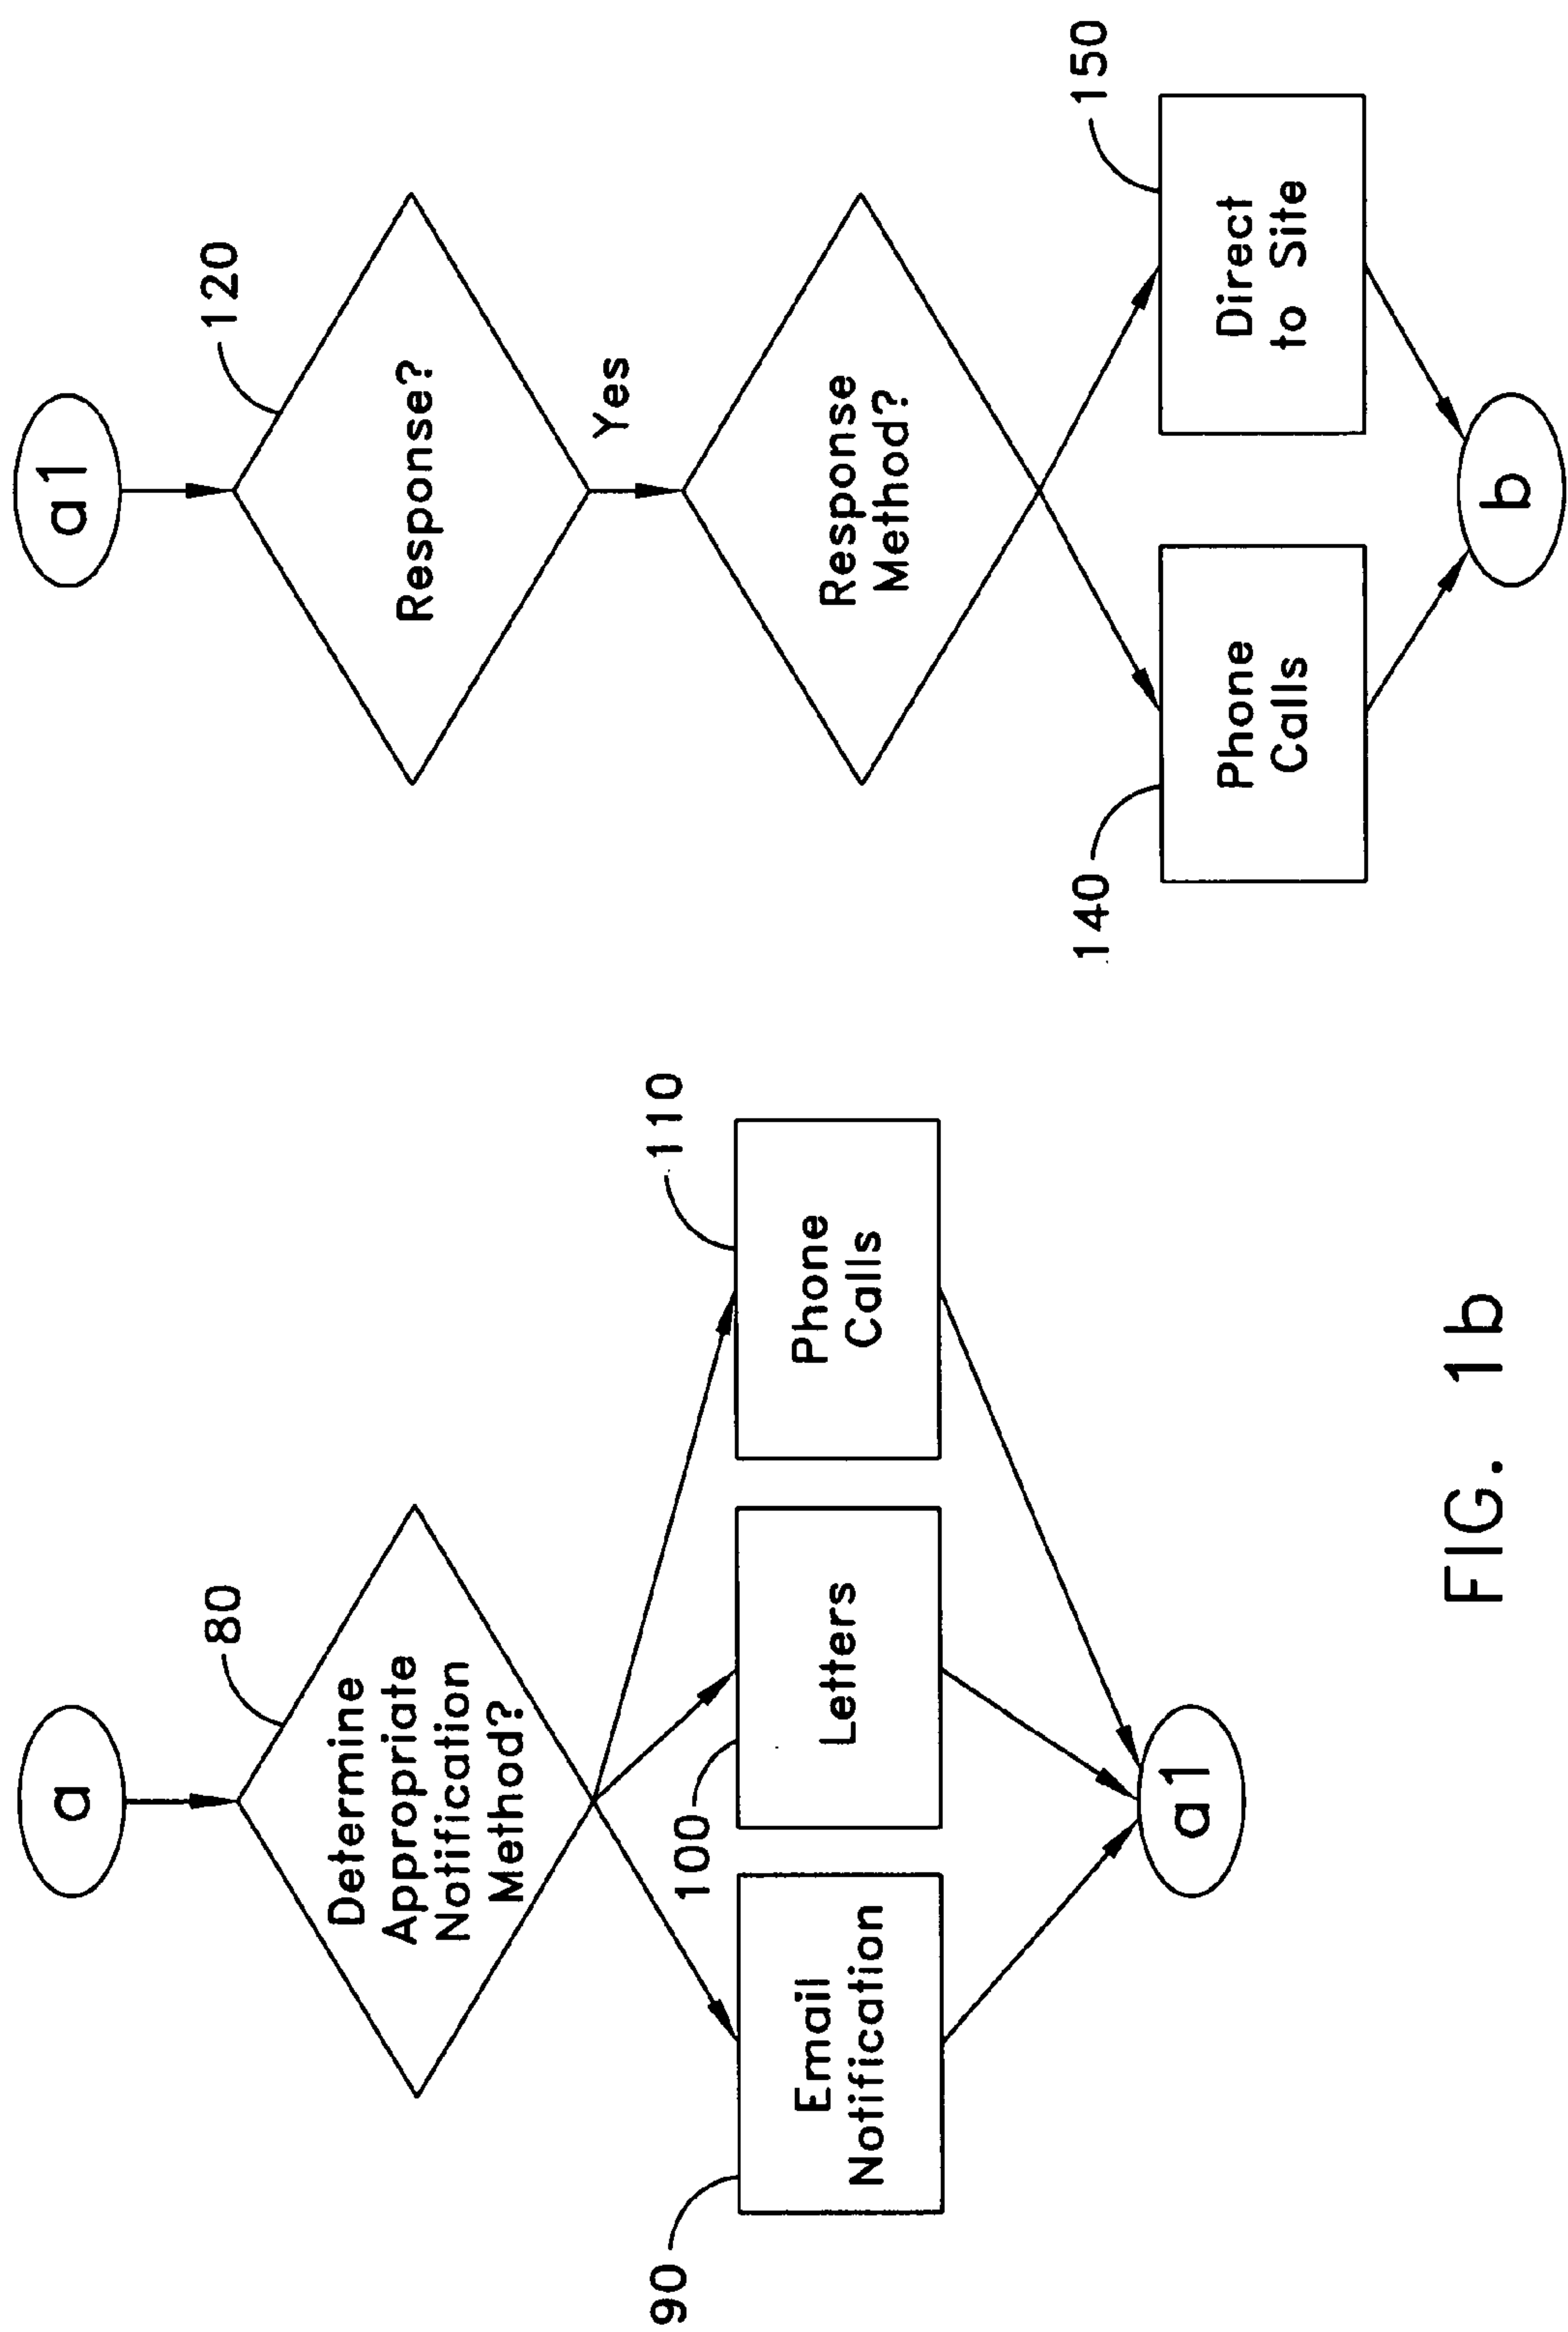 a
80
Determine
Appropriate
Notification
Method?
90
Email
Notification
100
Letters
110
Phone
Calls
a1
a1
120
Response?
Yes
Response
Method?
140
Phone
Calls
150
Direct
to Site
b
FIG. 1b